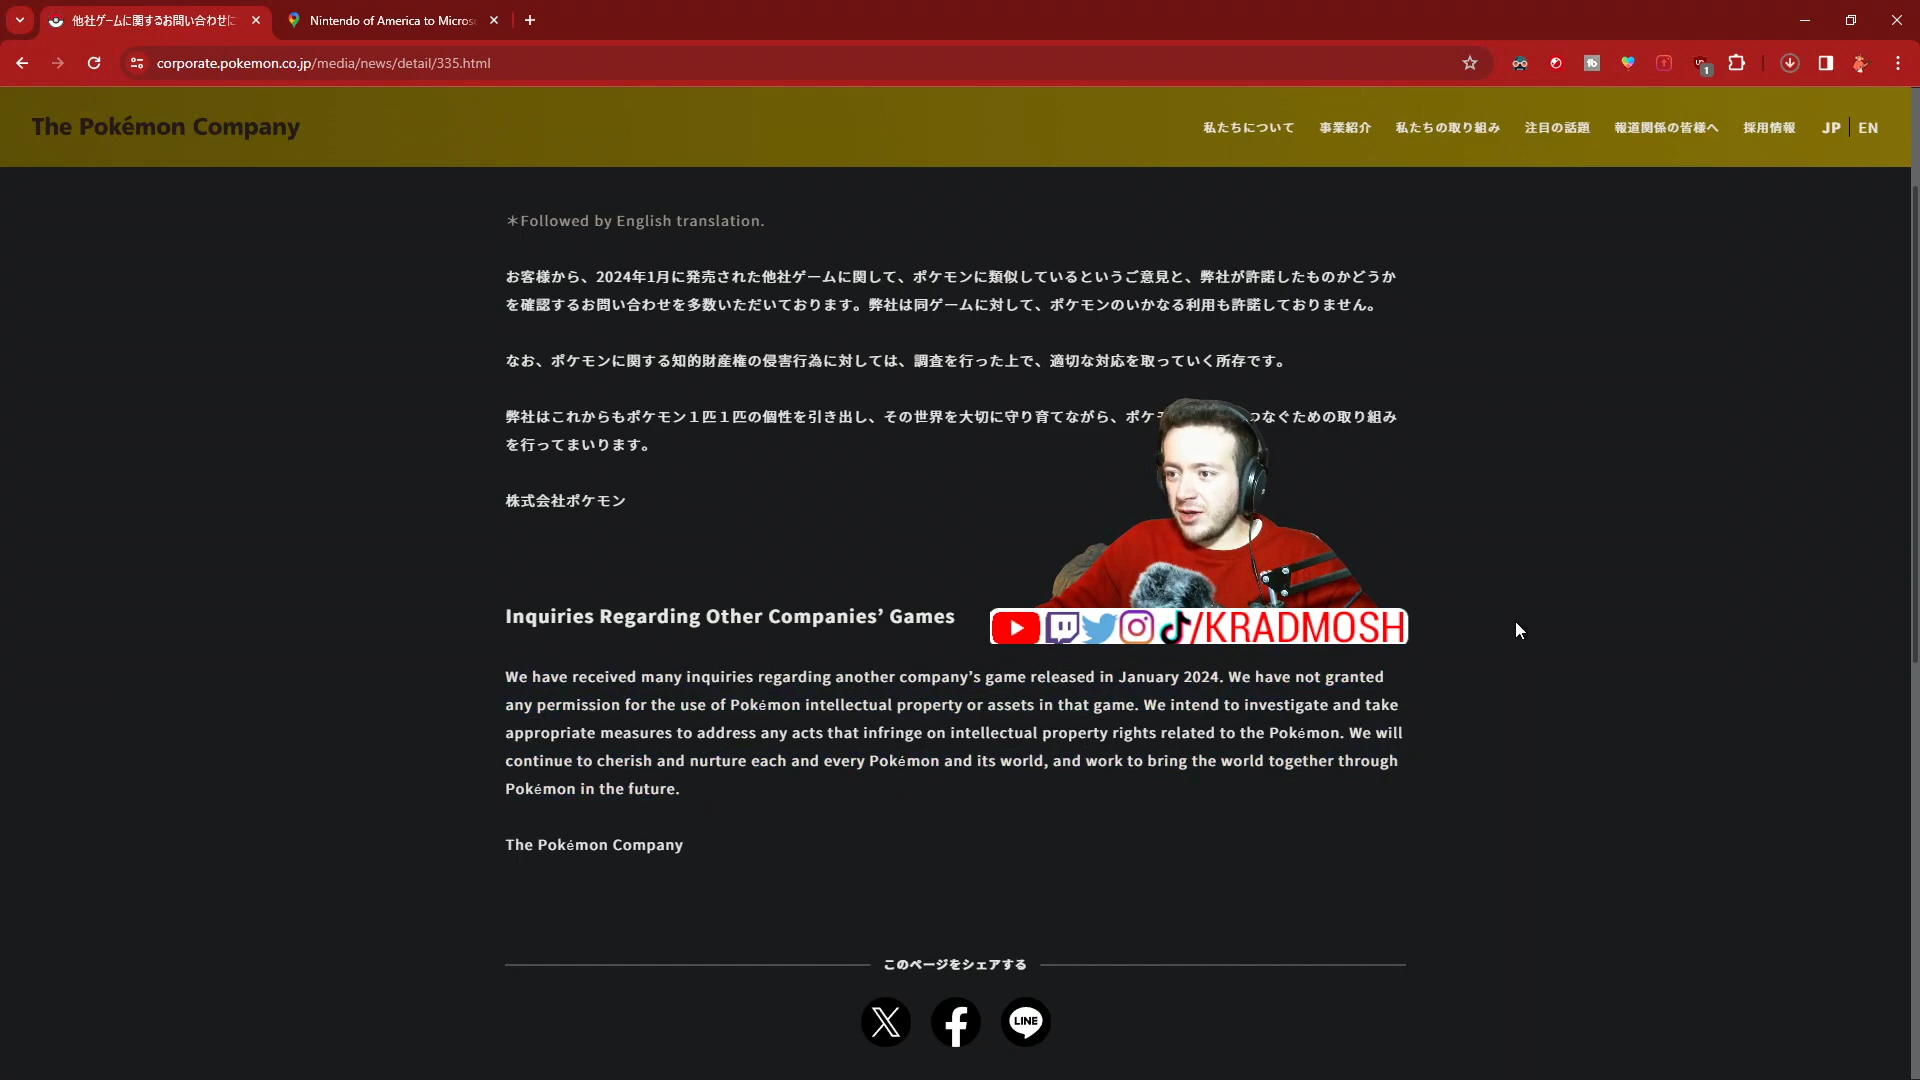 他社ゲームに関するお問い合わせに
Nintendo of America to Micros
corporate.pokemon.co.jp/media/news/detail/335.html
1
The Pokémon Company
私たちについて 事業紹介 私たちの取り組み 注目の話題 報道関係の皆様へ 採用情報 JP EN
＊Followed by English translation.
お客様から、2024年1月に発売された他社ゲームに関して、ポケモンに類似しているというご意見と、弊社が許諾したものかどうか
を確認するお問い合わせを多数いただいております。弊社は同ゲームに対して、ポケモンのいかなる利用も許諾しておりません。
なお、ポケモンに関する知的財産権の侵害行為に対しては、調査を行った上で、適切な対応を取っていく所存です。
弊社はこれからもポケモン１匹１匹の個性を引き出し、その世界を大切に守り育てながら、ポケ つなぐための取り組み
を行ってまいります。
株式会社ポケモン
Inquiries Regarding Other Companies’ Games
/KRADMOSH
We have received many inquiries regarding another company’s game released in January 2024. We have not granted
any permission for the use of Pokémon intellectual property or assets in that game. We intend to investigate and take
appropriate measures to address any acts that infringe on intellectual property rights related to the Pokémon. We will
continue to cherish and nurture each and every Pokémon and its world, and work to bring the world together through
Pokémon in the future.
The Pokémon Company
このページをシェアする
LINE